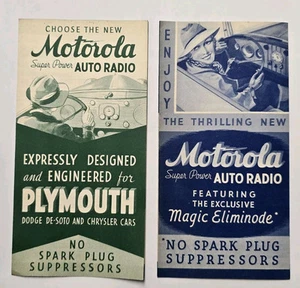 CHOOSE THE NEW
Motorola
Super Power AUTO RADIO
EXPRESSLY DESIGNED
and ENGINEERED for
PLYMOUTH
DODGE DE-SOTO AND CHRYSLER CARS
NO
SPARK PLUG
SUPPRESSORS
ENJOY
THE THRILLING NEW
Motorola
Super Power AUTO RADIO
FEATURING
THE EXCLUSIVE
Magic Eliminode"
"NO SPARK PLUG
SUPPRESSORS